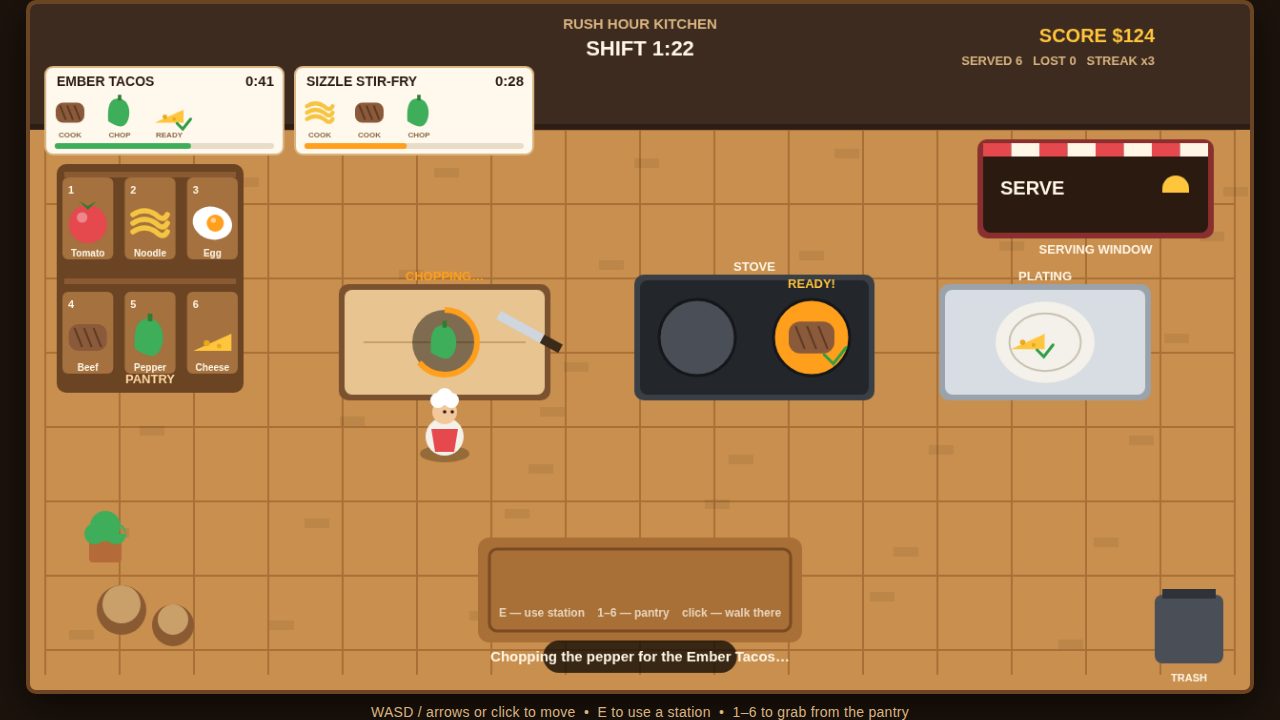 RUSH HOUR KITCHEN
SHIFT 1:22
SCORE $124
SERVED 6 LOST 0 STREAK x3
EMBER TACOS 0:41
COOK CHOP READY
SIZZLE STIR-FRY 0:28
COOK COOK CHOP
1 2 3
Tomato Noodle Egg
4 5 6
Beef Pepper Cheese
PANTRY
CHOPPING...
STOVE
READY!
SERVE
SERVING WINDOW
PLATING
E — use station 1–6 — pantry click — walk there
Chopping the pepper for the Ember Tacos…
TRASH
WASD / arrows or click to move • E to use a station • 1–6 to grab from the pantry